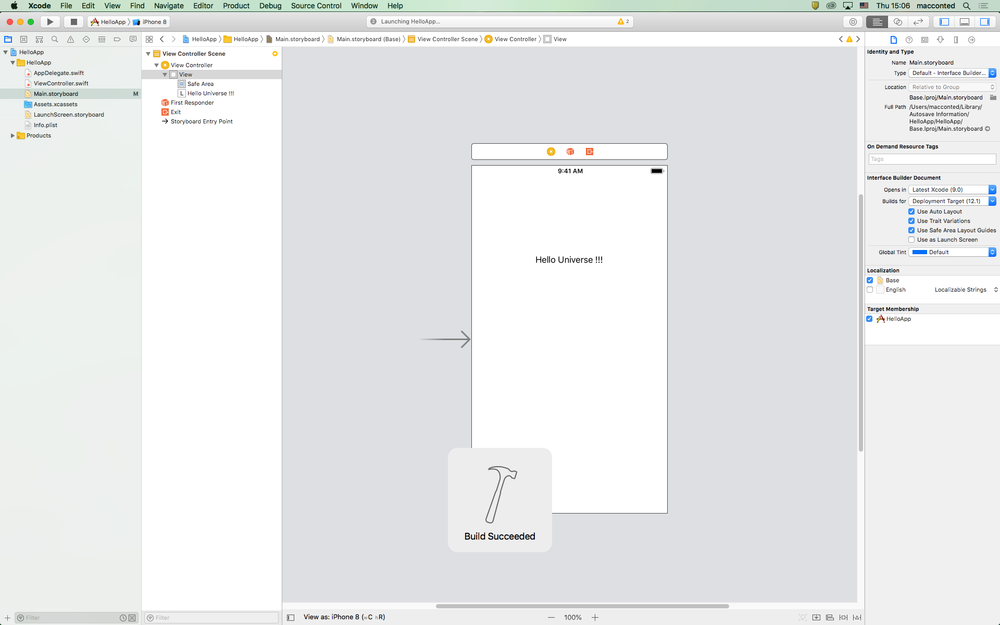 Xcode File Edit View Find Navigate Editor Product Debug Source Control Window Help Thu 15:06 macconted
HelloApp iPhone 8 2 Launching HelloApp... 2
HelloApp HelloApp Main.storyboard Main.storyboard (Base) View Controller Scene View Controller View
HelloApp
HelloApp
AppDelegate.swift
ViewController.swift
Main.storyboard M
Assets.xcassets
LaunchScreen.storyboard
Info.plist
Products
Filter
View Controller Scene
View Controller
View
Safe Area
L Hello Universe !!!
First Responder
Exit
Storyboard Entry Point
Filter
9:41 AM
Hello Universe !!!
Build Succeeded
View as: iPhone 8 (wC hR) 100%
Identity and Type
Name Main.storyboard
Type Default - Interface Builder...
Location Relative to Group
Base.lproj/Main.storyboard
Full Path /Users/macconted/Library/
Autosave Information/
HelloApp/HelloApp/
Base.lproj/Main.storyboard
On Demand Resource Tags
Tags
Interface Builder Document
Opens in Latest Xcode (9.0)
Builds for Deployment Target (12.1)
Use Auto Layout
Use Trait Variations
Use Safe Area Layout Guides
Use as Launch Screen
Global Tint Default
Localization
Base
English Localizable Strings
Target Membership
HelloApp